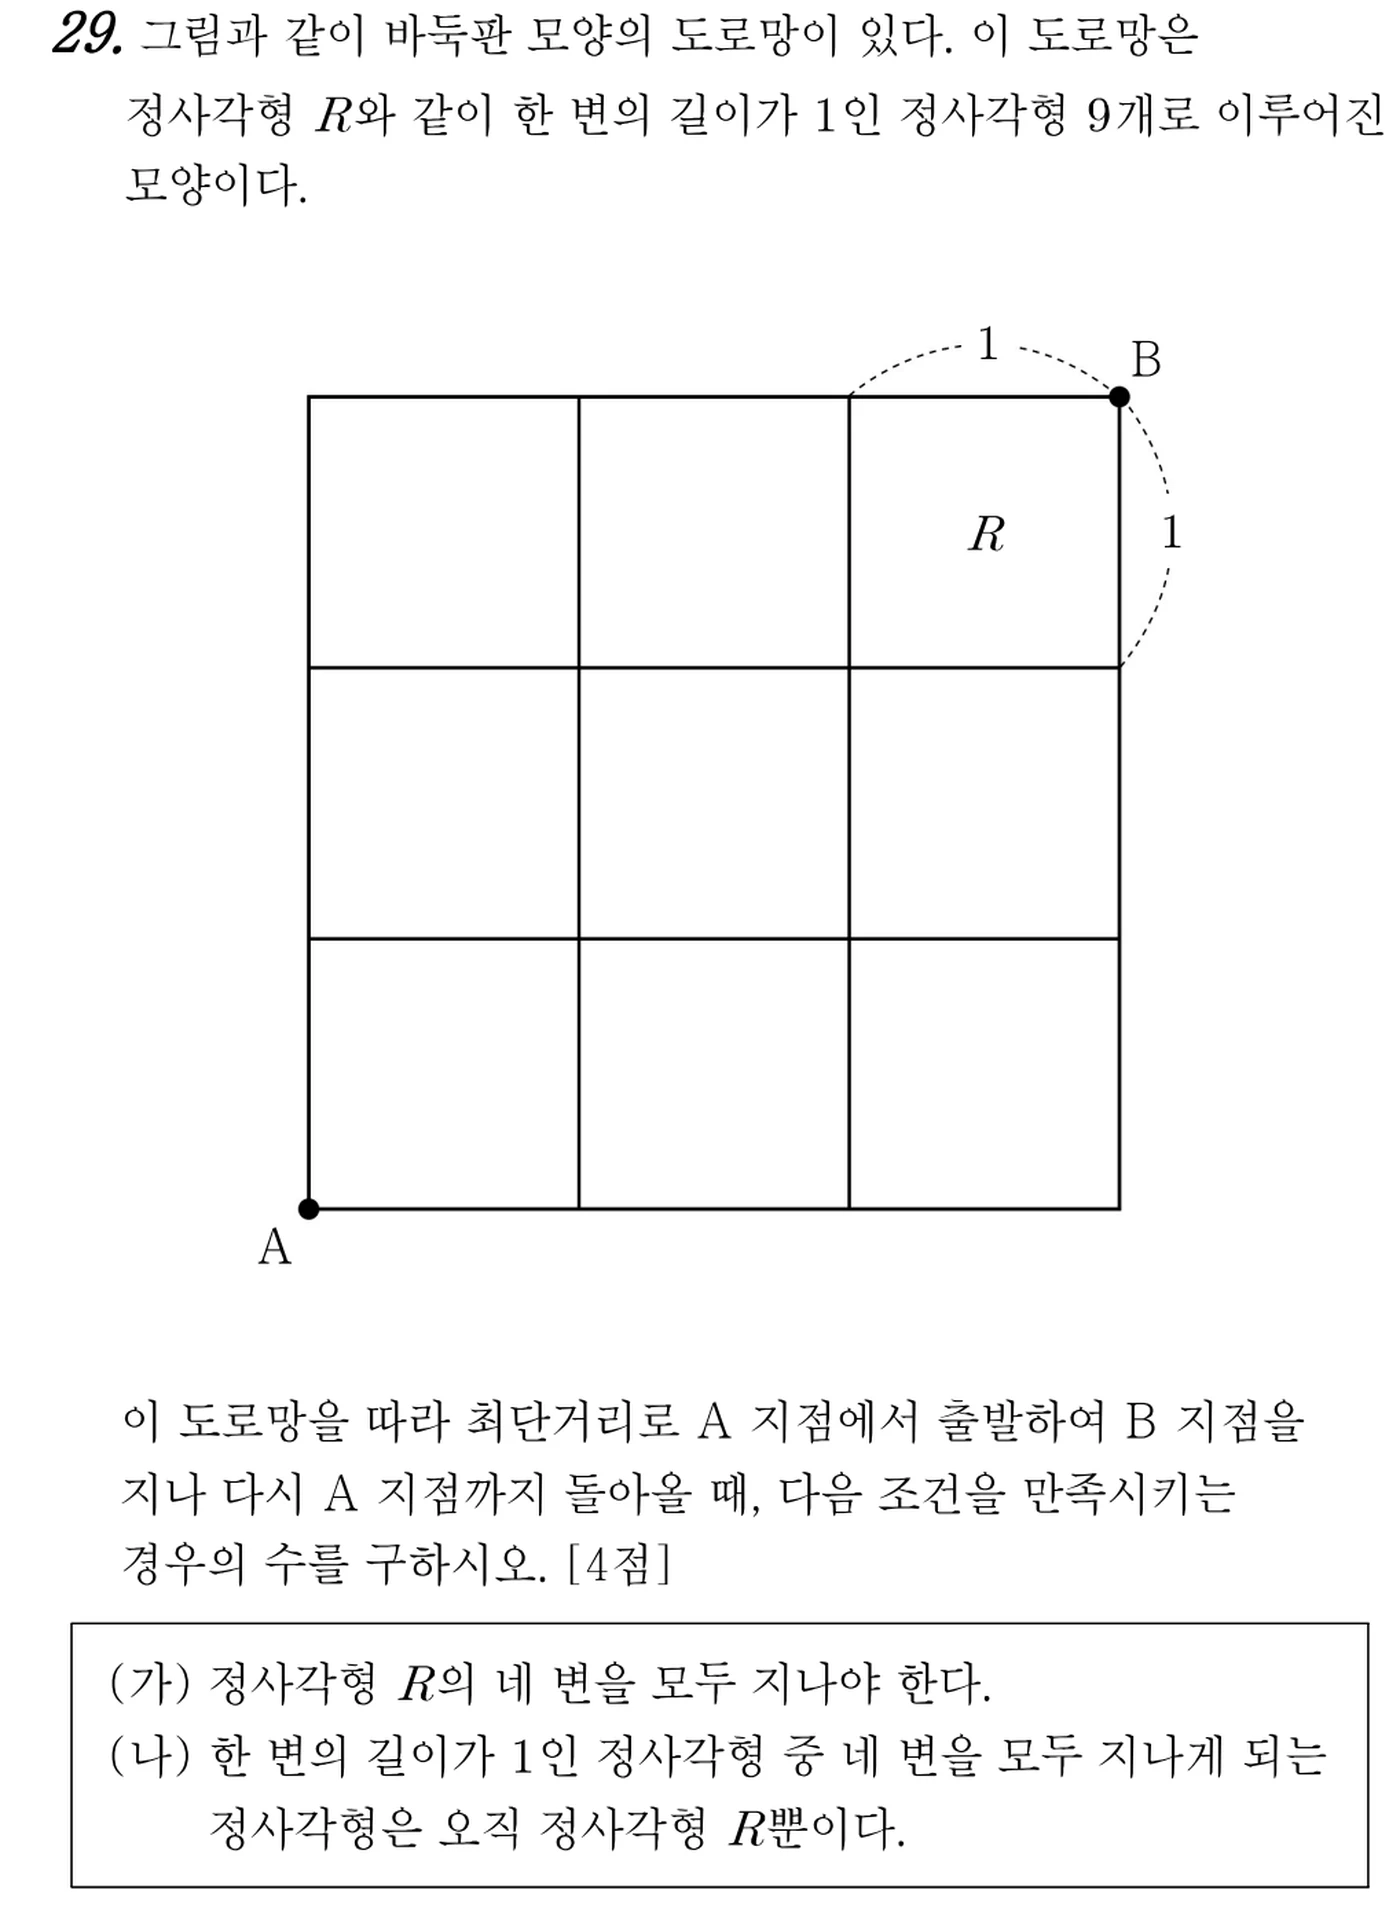 29. 그림과 같이 바둑판 모양의 도로망이 있다. 이 도로망은
정사각형 R와 같이 한 변의 길이가 1인 정사각형 9개로 이루어진
모양이다.
1
B
R
1
A
이 도로망을 따라 최단거리로 A 지점에서 출발하여 B 지점을
지나 다시 A 지점까지 돌아올 때, 다음 조건을 만족시키는
경우의 수를 구하시오. [4점]
(가) 정사각형 R의 네 변을 모두 지나야 한다.
(나) 한 변의 길이가 1인 정사각형 중 네 변을 모두 지나게 되는
정사각형은 오직 정사각형 R뿐이다.